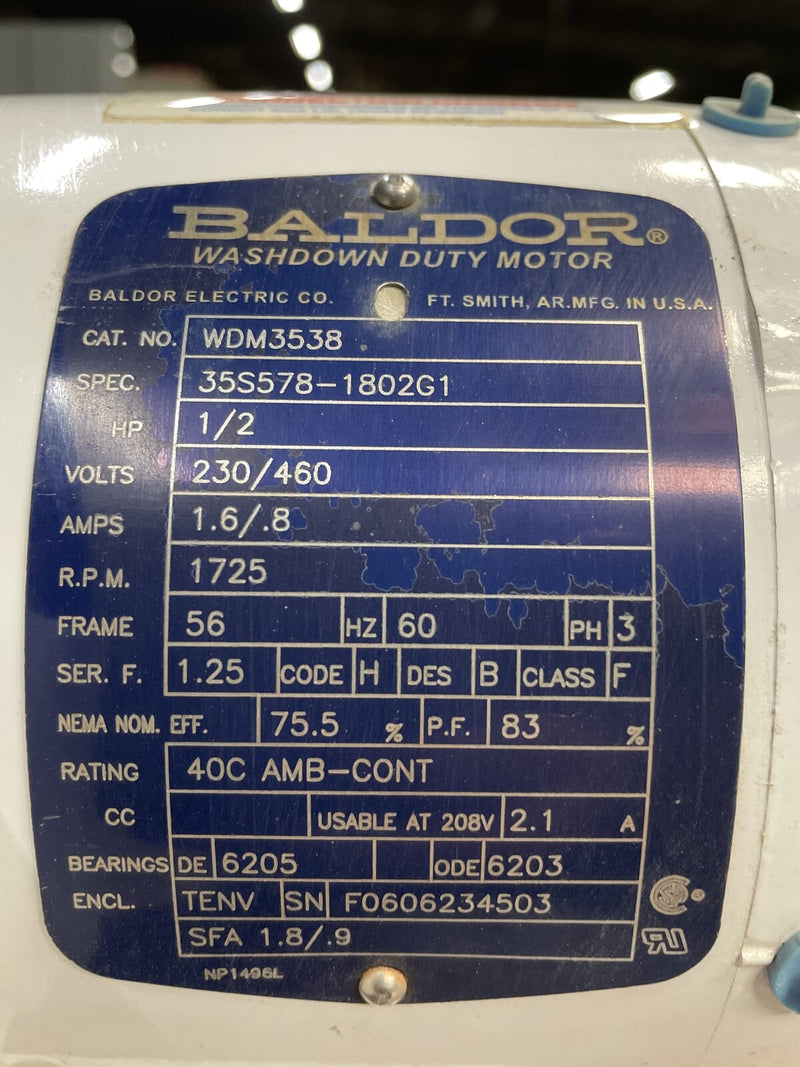 BALDOR®
WASHDOWN DUTY MOTOR
BALDOR ELECTRIC CO. FT. SMITH, AR.MFG. IN U.S.A.
CAT. NO. WDM3538
SPEC. 35S578-1802G1
HP 1/2
VOLTS 230/460
AMPS 1.6/.8
R.P.M. 1725
FRAME 56 HZ 60 PH 3
SER. F. 1.25 CODE H DES B CLASS F
NEMA NOM. EFF. 75.5 % P.F. 83 %
RATING 40C AMB-CONT
CC USABLE AT 208V 2.1 A
BEARINGS DE 6205 ODE 6203
ENCL. TENV SN F0606234503
SFA 1.8/.9
NP1496L